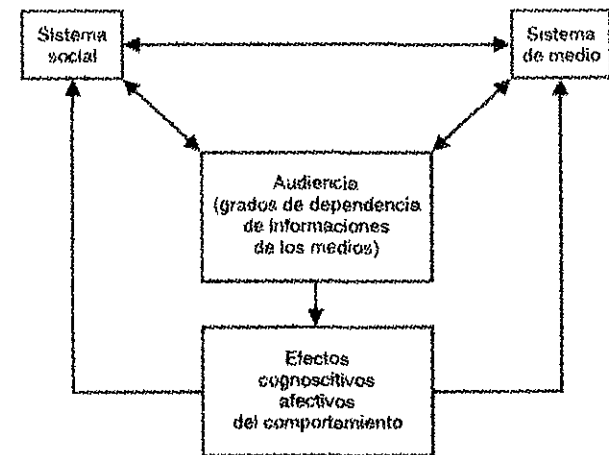 Sistema
social
Sistema
de medio
Audiencia
(grados de dependencia
de informaciones
de los medios)
Efectos
cognoscitivos
afectivos
del comportamiento